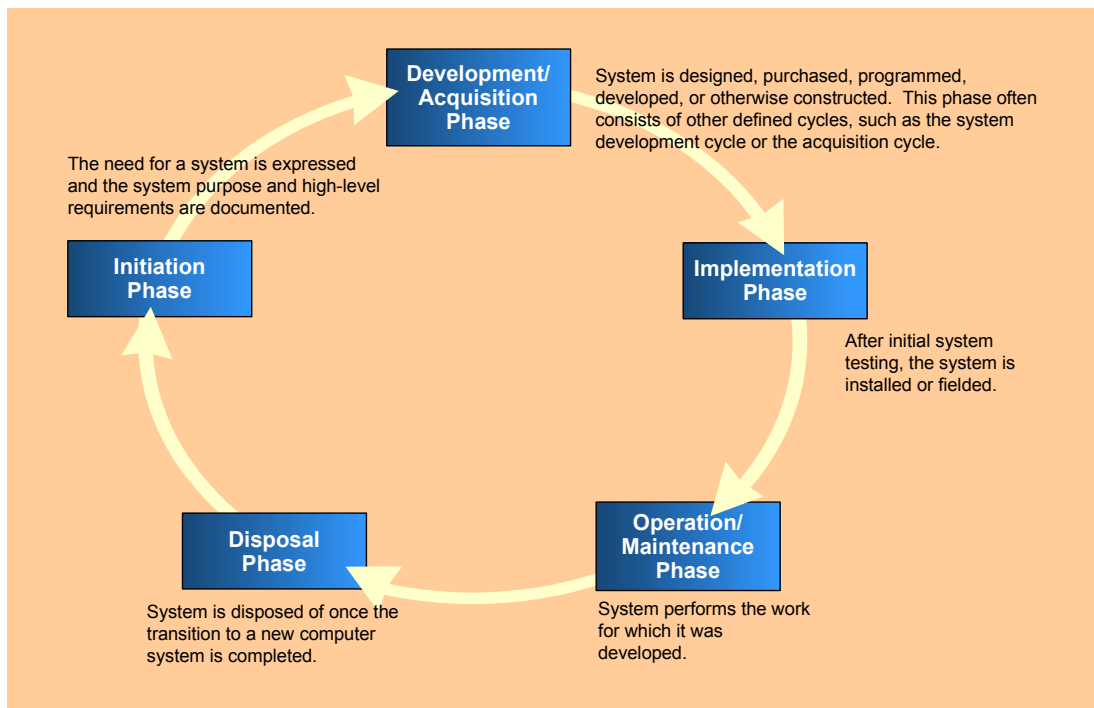 Development/
Acquisition
Phase
System is designed, purchased, programmed,
developed, or otherwise constructed.  This phase often
consists of other defined cycles, such as the system
development cycle or the acquisition cycle.
The need for a system is expressed
and the system purpose and high-level
requirements are documented.
Initiation
Phase
Implementation
Phase
After initial system
testing, the system is
installed or fielded.
Operation/
Maintenance
Phase
System performs the work
for which it was
developed.
Disposal
Phase
System is disposed of once the
transition to a new computer
system is completed.